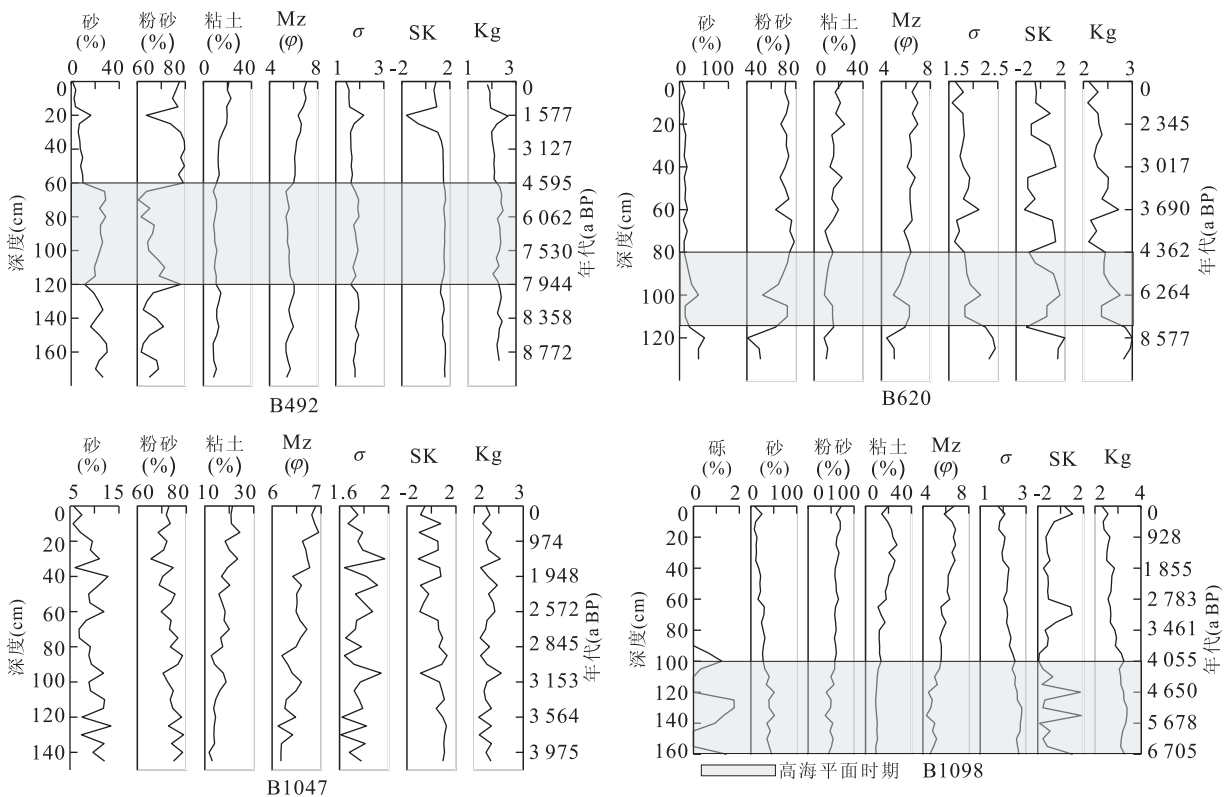 砂 粉砂 粘土 Mz σ SK Kg
(%) (%) (%) (φ)
0 40 60 80 0 40 4 8 1 3 -2 2 2 3
0 20 40 60 80 100 120 140 160
深度(cm)
0 1 577 3 127 4 595 6 062 7 530 7 944 8 358 8 772
年代(a BP)
B492
砂 粉砂 粘土 Mz σ SK Kg
(%) (%) (%) (φ)
0 100 40 80 0 40 4 8 1.5 2.5 -2 2 2 3
0 20 40 60 80 100 120
深度(cm)
0 2 345 3 017 3 690 4 362 6 264 8 577
年代(a BP)
B620
砂 粉砂 粘土 Mz σ SK Kg
(%) (%) (%) (φ)
5 15 60 80 10 30 6 7 1.6 2 -2 2 2 3
0 20 40 60 80 100 120 140
深度(cm)
0 974 1 948 2 572 2 845 3 153 3 564 3 975
年代(a BP)
B1047
砾 砂 粉砂 粘土 Mz σ SK Kg
(%) (%) (%) (%) (φ)
0 2 0 100 0 100 0 40 4 8 1 3 -2 2 2 4
0 20 40 60 80 100 120 140 160
深度(cm)
0 928 1 855 2 783 3 461 4 055 4 650 5 678 6 705
年代(a BP)
高海平面时期 B1098